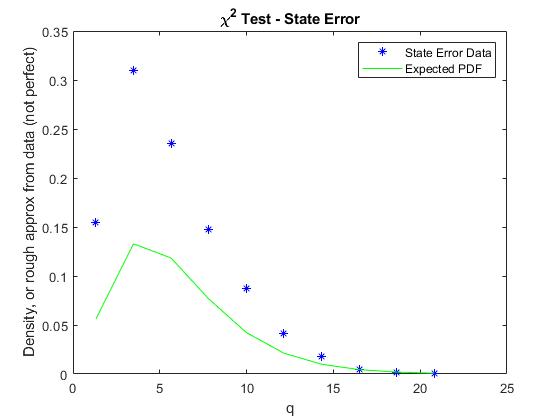 χ² Test - State Error
Density, or rough approx from data (not perfect)
0.35
0.3
0.25
0.2
0.15
0.1
0.05
0
State Error Data
Expected PDF
0
5
10
15
20
25
q